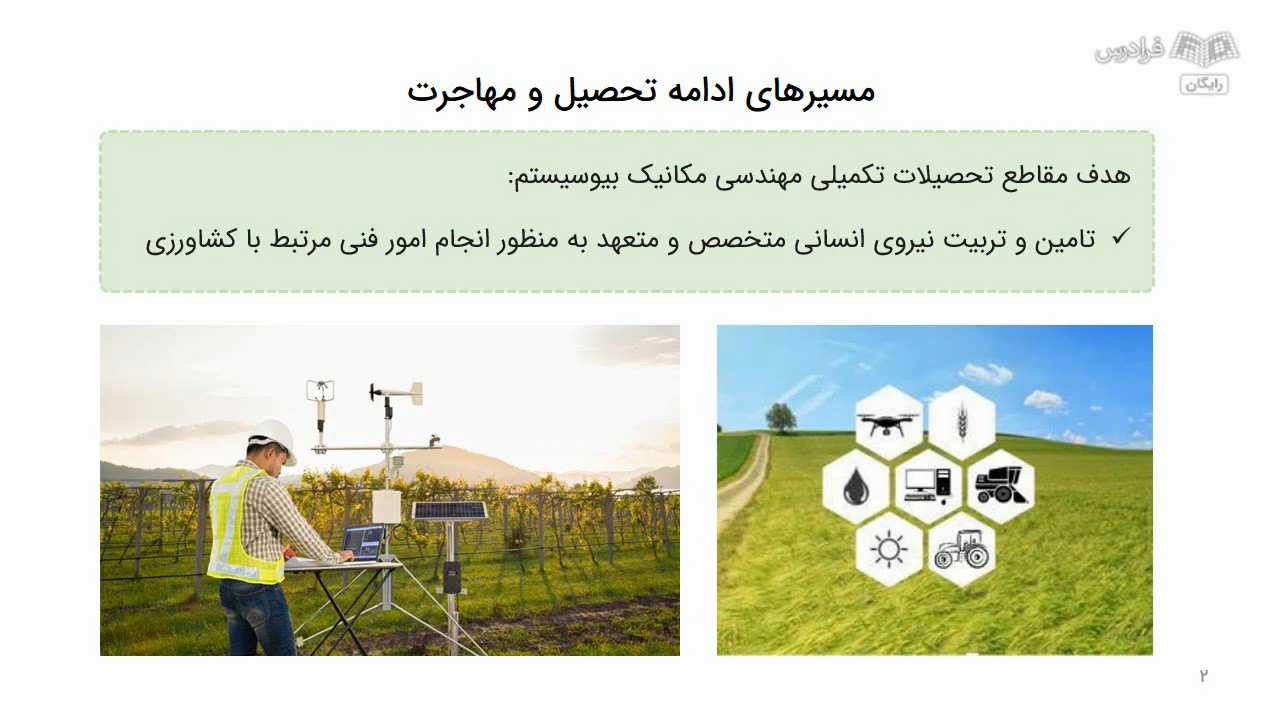 فرادرس
رایگان
مسیرهای ادامه تحصیل و مهاجرت
هدف مقاطع تحصیلات تکمیلی مهندسی مکانیک بیوسیستم:
✓ تامین و تربیت نیروی انسانی متخصص و متعهد به منظور انجام امور فنی مرتبط با کشاورزی
۲